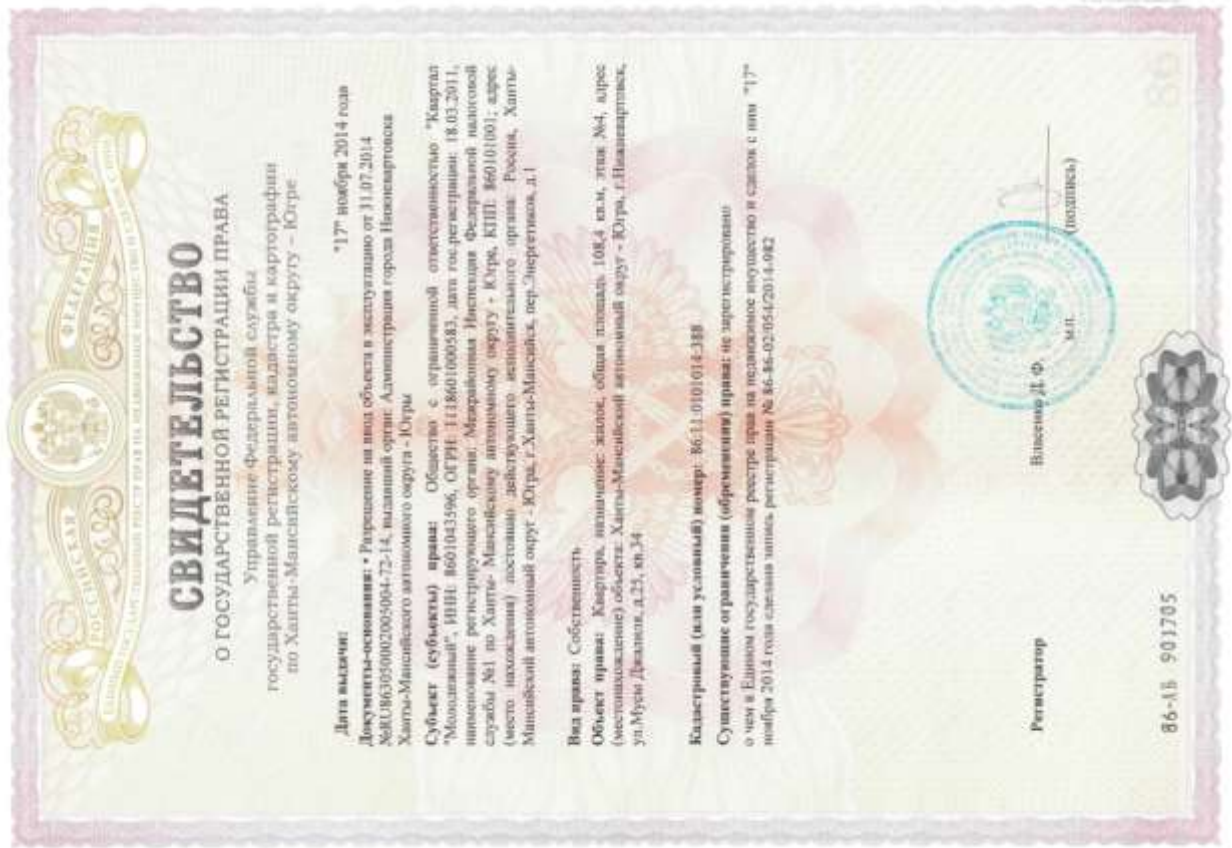 РОССИЙСКАЯ ФЕДЕРАЦИЯ
СВИДЕТЕЛЬСТВО
О ГОСУДАРСТВЕННОЙ РЕГИСТРАЦИИ ПРАВА
Управление Федеральной службы
государственной регистрации, кадастра и картографии
по Ханты-Мансийскому автономному округу – Югре
Дата выдачи: "17" ноября 2014 года
Документы-основания: • Разрешение на ввод объекта в эксплуатацию от 31.07.2014
№RU863050002005004-72-14, выдавший орган: Администрация города Нижневартовска
Ханты-Мансийского автономного округа - Югры
Субъект (субъекты) права: Общество с ограниченной ответственностью "Квартал
"Молодежный", ИНН: 8601043596, ОГРН: 1118601000583, дата гос.регистрации: 18.03.2011,
наименование регистрирующего органа: Межрайонная Инспекция Федеральной налоговой
службы №1 по Ханты- Мансийскому автономному округу - Югре, КПП: 860101001; адрес
(место нахождения) постоянно действующего исполнительного органа: Россия, Ханты-
Мансийский автономный округ - Югра, г.Ханты-Мансийск, пер.Энергетиков, д.1
Вид права: Собственность
Объект права: Квартира, назначение: жилое, общая площадь 108,4 кв.м, этаж №4, адрес
(местонахождение) объекта: Ханты-Мансийский автономный округ - Югра, г.Нижневартовск,
ул.Мусы Джалиля, д.25, кв.34
Кадастровый (или условный) номер: 86:11:0101014:388
Существующие ограничения (обременения) права: не зарегистрировано
о чем в Едином государственном реестре прав на недвижимое имущество и сделок с ним "17"
ноября 2014 года сделана запись регистрации № 86-86-02/054/2014-082
Регистратор Власенко Д.Ф.
м.п. (подпись)
86-АБ 901705